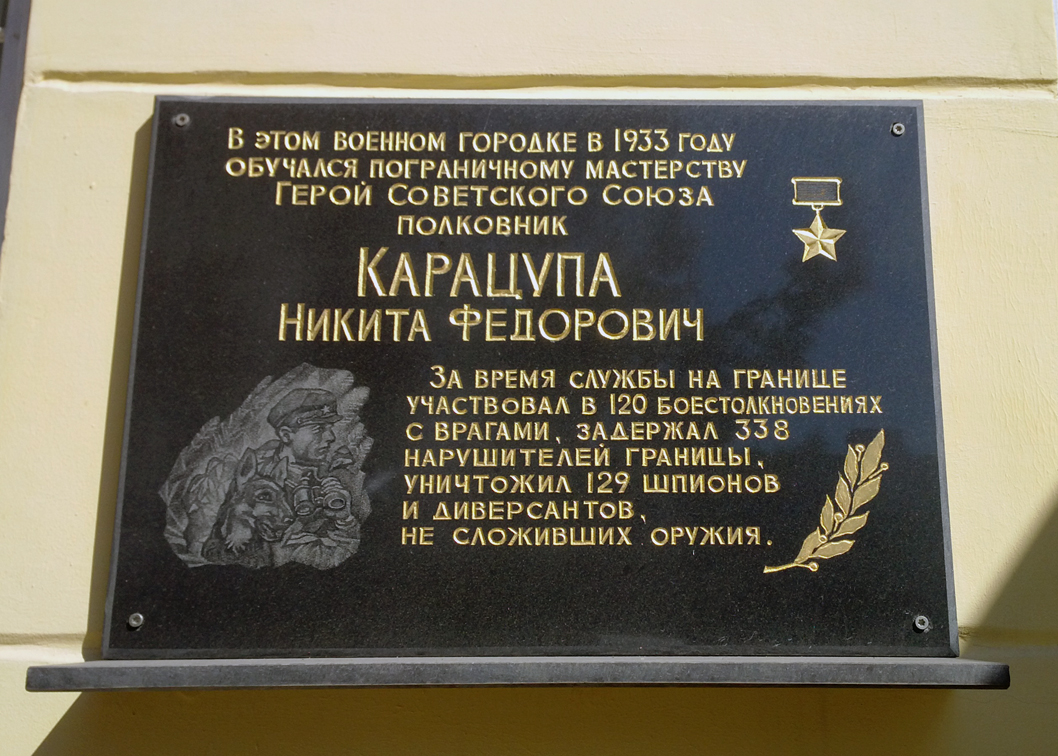 В этом военном городке в 1933 году
обучался пограничному мастерству
Герой Советского Союза
полковник
Карацупа
Никита Федорович
За время службы на границе
участвовал в 120 боестолкновениях
с врагами, задержал 338
нарушителей границы,
уничтожил 129 шпионов
и диверсантов,
не сложивших оружия.